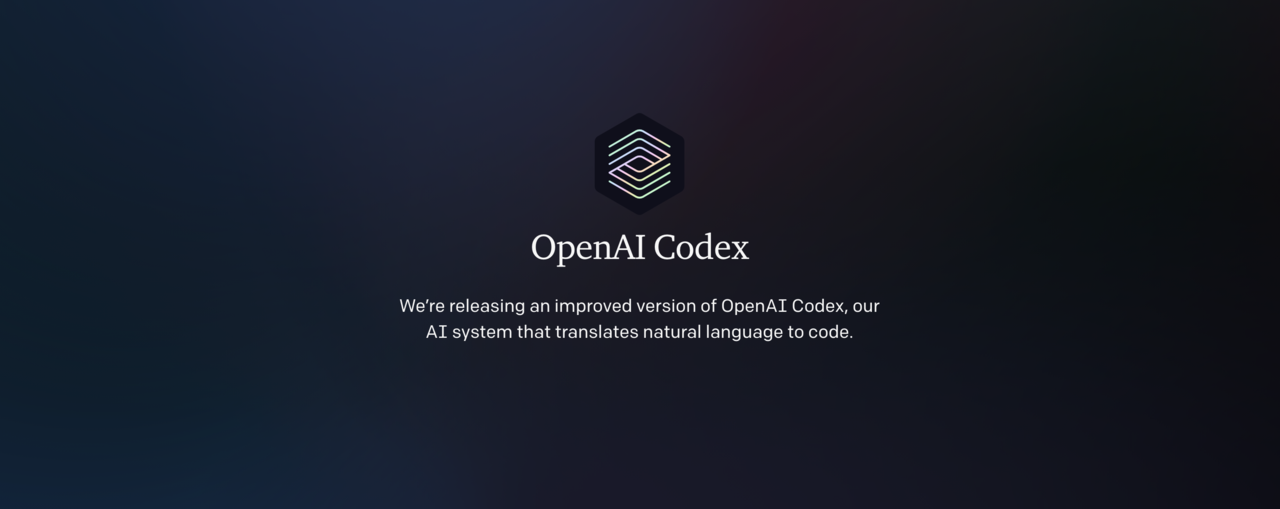 OpenAI Codex
We’re releasing an improved version of OpenAI Codex, our
AI system that translates natural language to code.